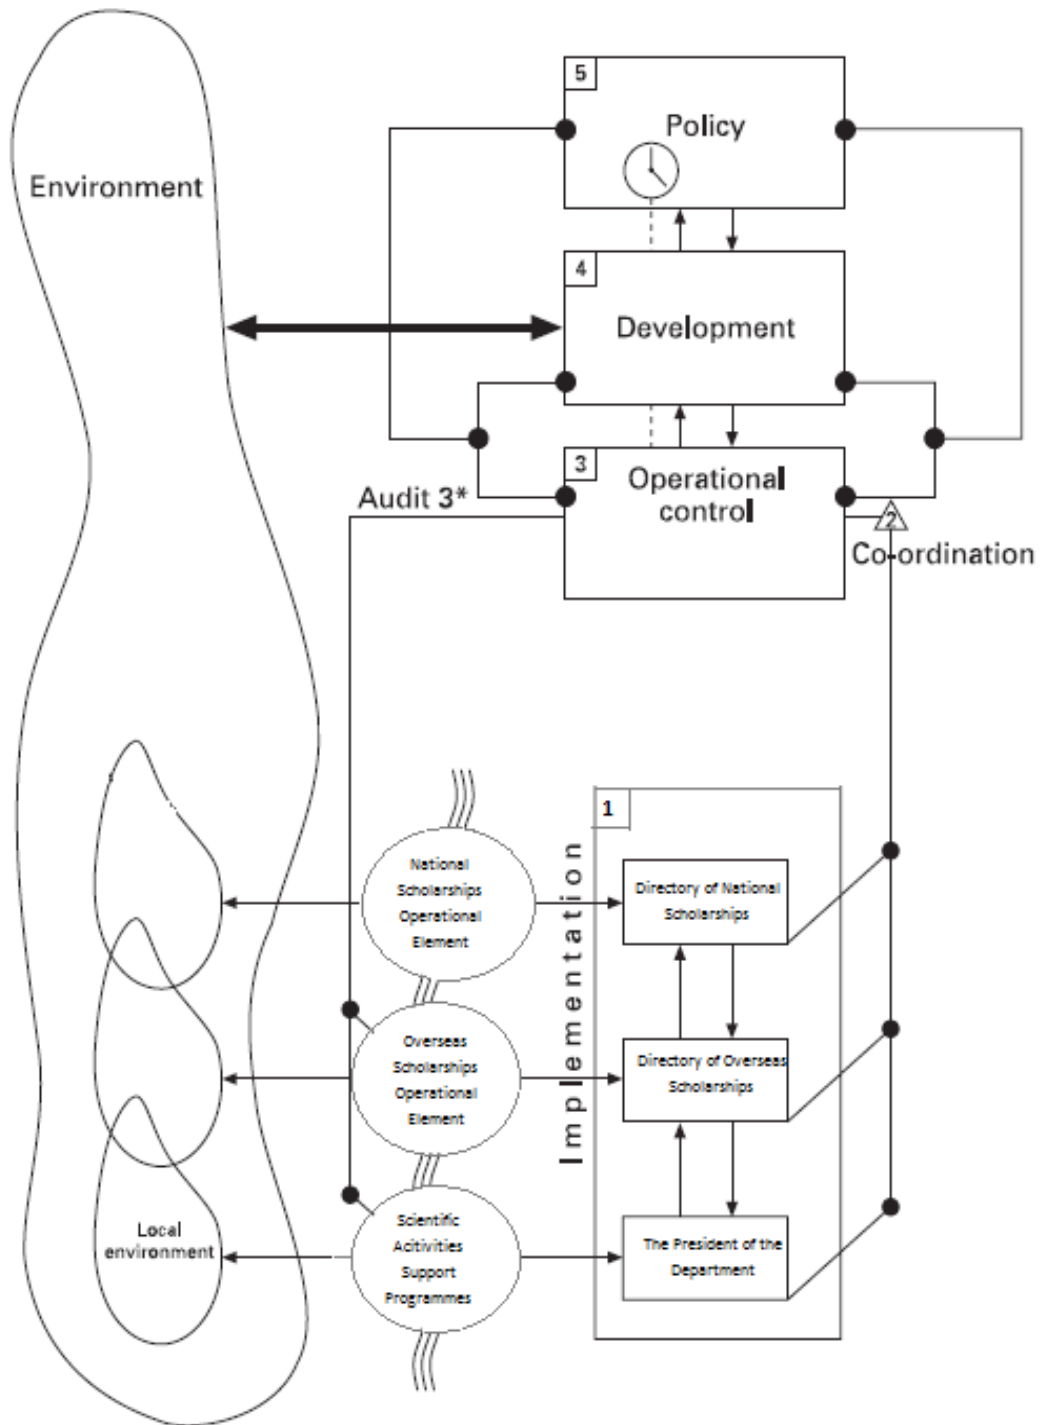 5
Policy
Environment
4
Development
3
Operational
control
Audit 3*
2
Co-ordination
1
Implementation
National
Scholarships
Operational
Element
Directory of National
Scholarships
Overseas
Scholarships
Operational
Element
Directory of Overseas
Scholarships
Local
environment
Scientific
Acitivities
Support
Programmes
The President of the
Department